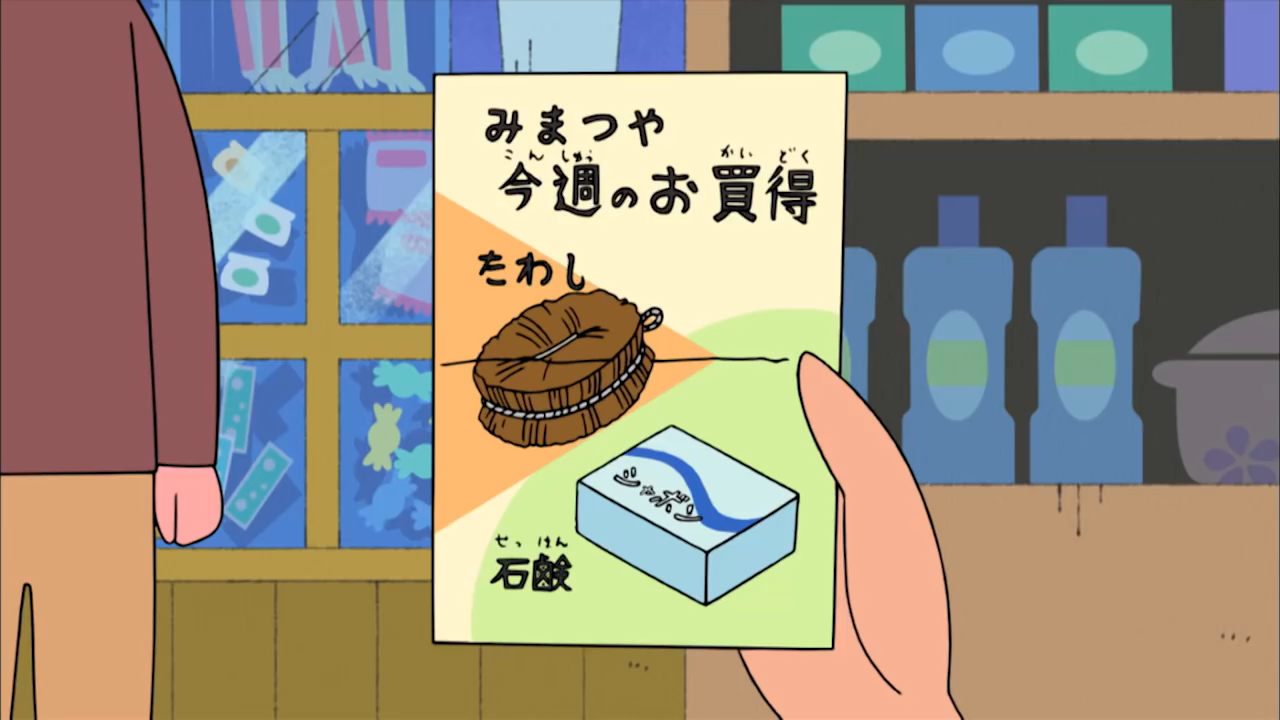 みまつや
こんしゅう かいどく
今週のお買得
たわし
シャボン
せっけん
石鹸